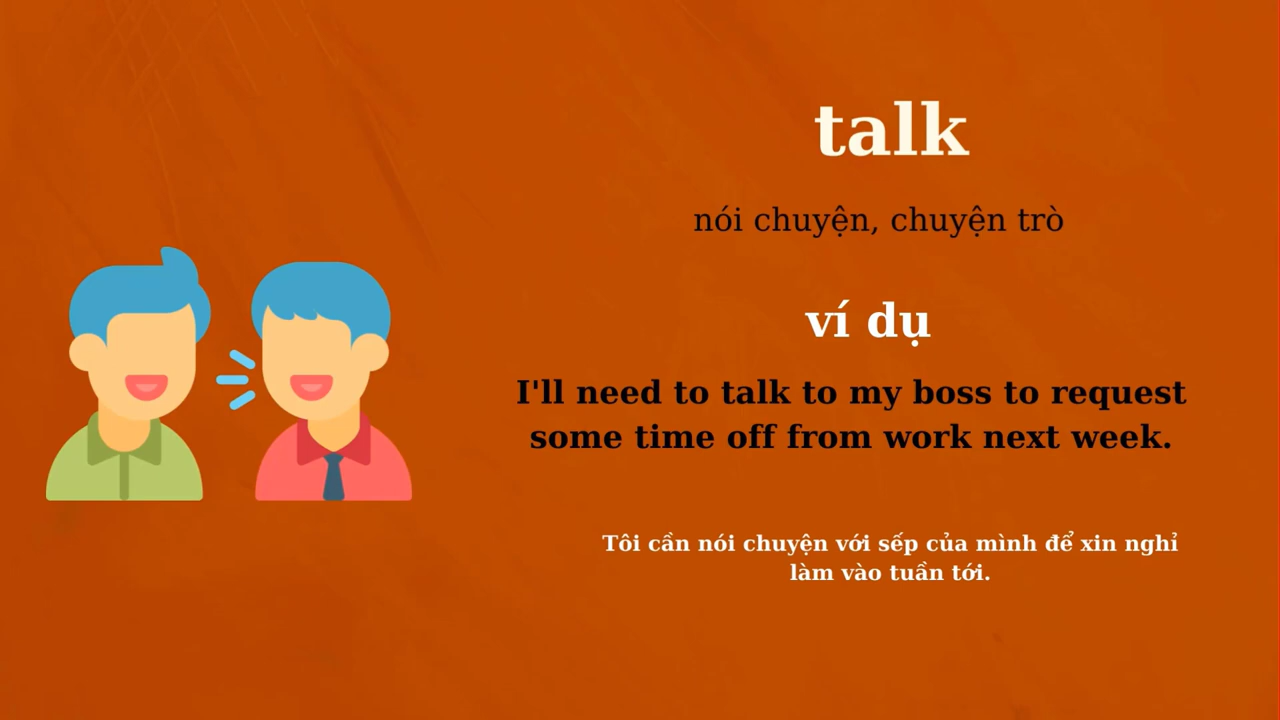 talk
nói chuyện, chuyện trò
ví dụ
I'll need to talk to my boss to request
some time off from work next week.
Tôi cần nói chuyện với sếp của mình để xin nghỉ
làm vào tuần tới.